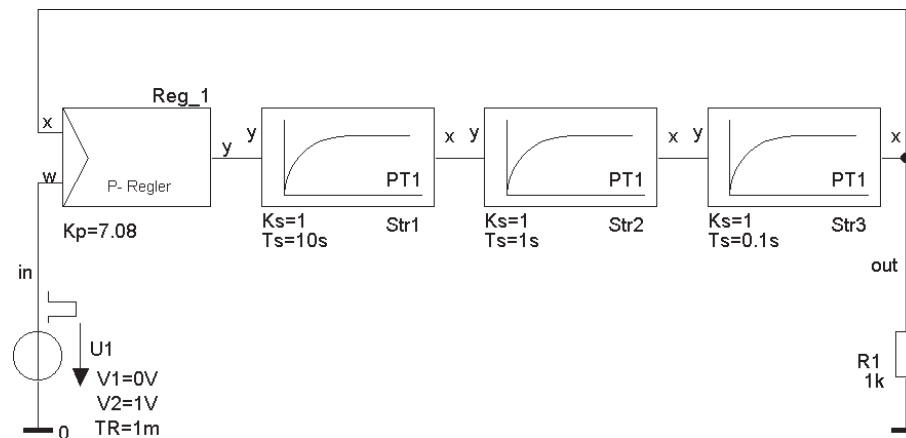 Reg_1
x
w
P- Regler
Kp=7.08
y
y
PT1
Ks=1
Ts=10s
Str1
x
y
PT1
Ks=1
Ts=1s
Str2
x
y
PT1
Ks=1
Ts=0.1s
Str3
x
in
out
U1
V1=0V
V2=1V
TR=1m
0
R1
1k